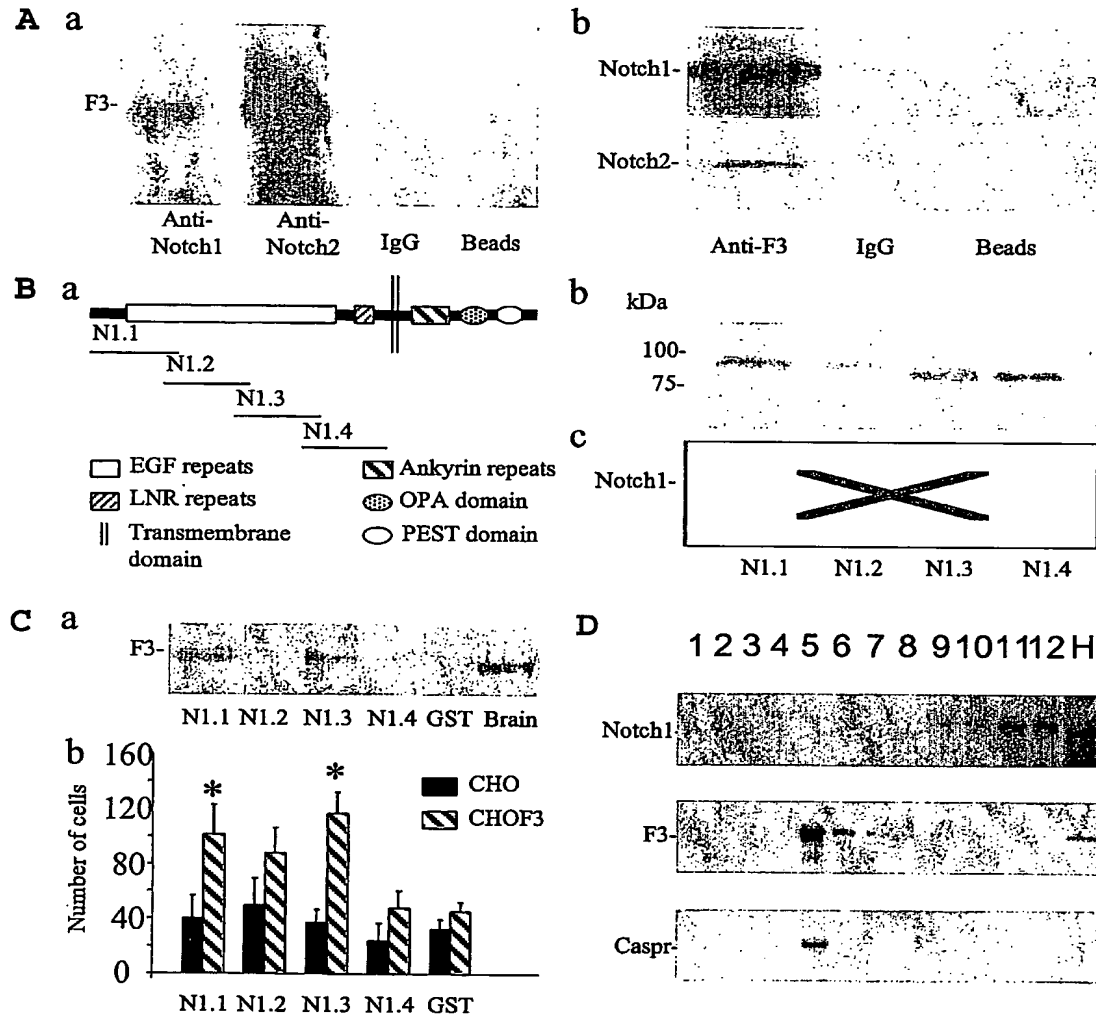 A a
F3-
Anti-
Notch1
Anti-
Notch2
IgG
Beads
b
Notch1-
Notch2-
Anti-F3
IgG
Beads
B a
N1.1
N1.2
N1.3
N1.4
EGF repeats
LNR repeats
Transmembrane
domain
Ankyrin repeats
OPA domain
PEST domain
b
kDa
100-
75-
c
Notch1-
N1.1 N1.2 N1.3 N1.4
C a
F3-
N1.1 N1.2 N1.3 N1.4 GST Brain
b
Number of cells
160
120
80
40
0
* *
CHO
CHOF3
N1.1 N1.2 N1.3 N1.4 GST
D
1 2 3 4 5 6 7 8 9 10 11 12 H
Notch1
F3-
Caspr-